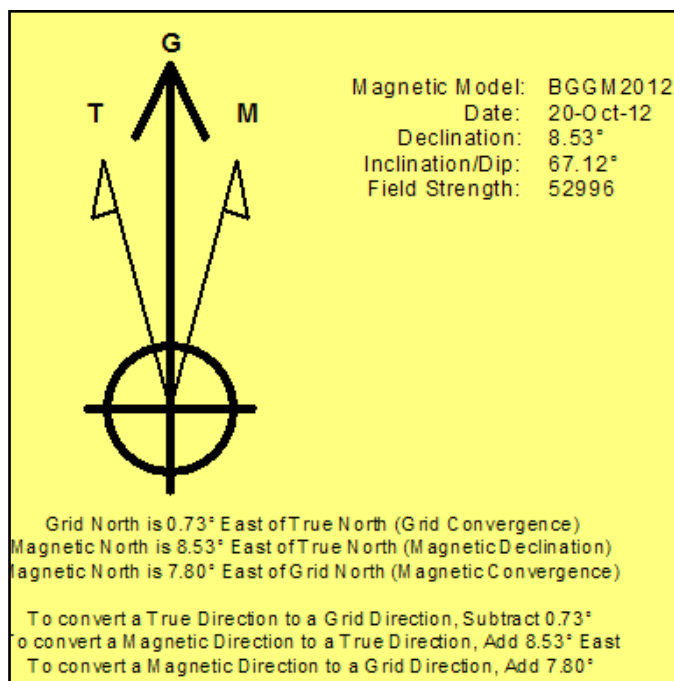 G
T M
Magnetic Model: BGGM2012
Date: 20-Oct-12
Declination: 8.53°
Inclination/Dip: 67.12°
Field Strength: 52996
Grid North is 0.73° East of True North (Grid Convergence)
Magnetic North is 8.53° East of True North (Magnetic Declination)
Magnetic North is 7.80° East of Grid North (Magnetic Convergence)
To convert a True Direction to a Grid Direction, Subtract 0.73°
To convert a Magnetic Direction to a True Direction, Add 8.53° East
To convert a Magnetic Direction to a Grid Direction, Add 7.80°